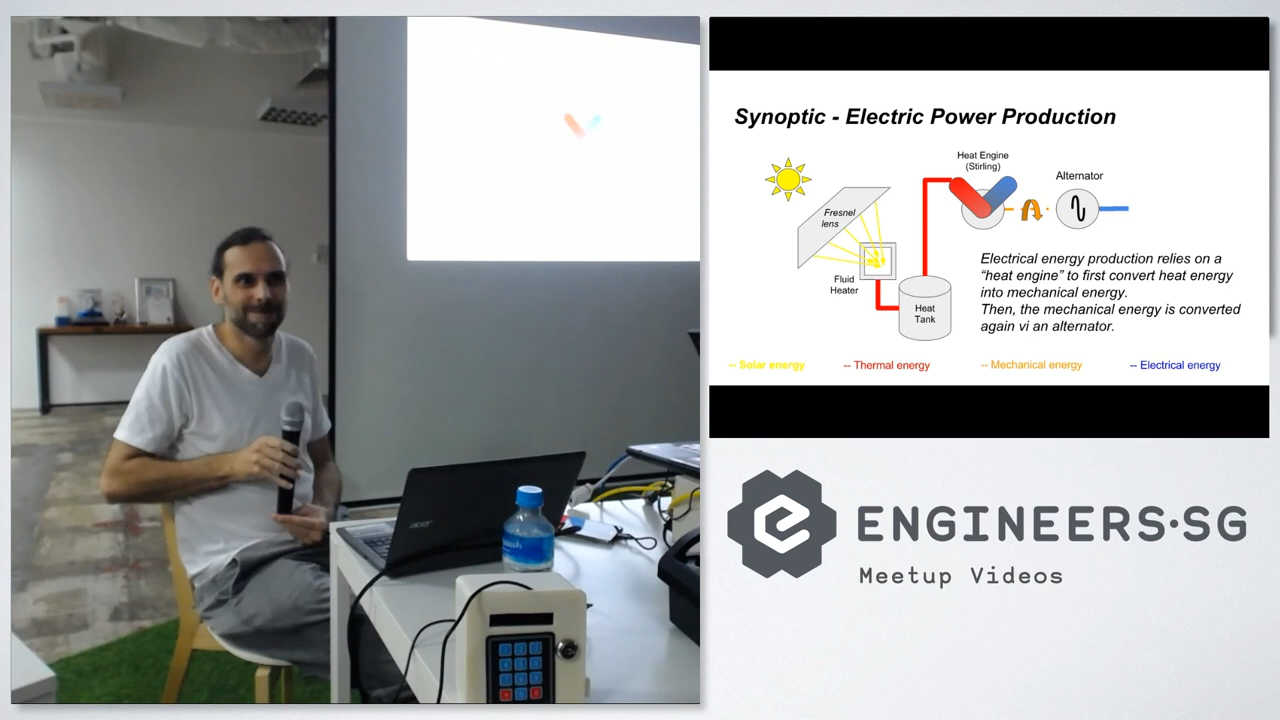 Synoptic - Electric Power Production
Heat Engine
(Stirling)
Alternator
Fresnel
lens
Fluid
Heater
Heat
Tank
Electrical energy production relies on a
“heat engine” to first convert heat energy
into mechanical energy.
Then, the mechanical energy is converted
again vi an alternator.
-- Solar energy
-- Thermal energy
-- Mechanical energy
-- Electrical energy
acer
ENGINEERS·SG
Meetup Videos